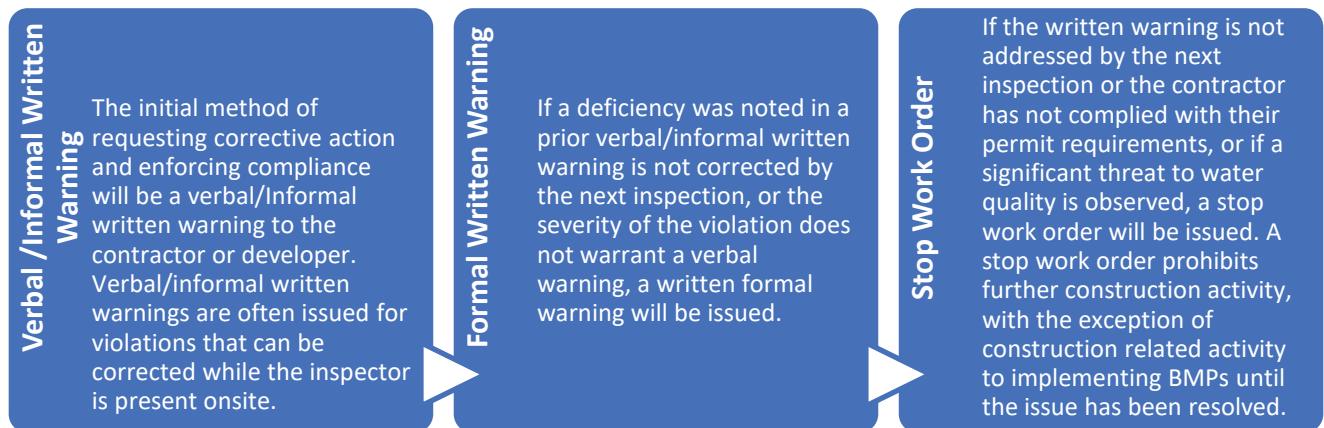 Verbal /Informal Written
Warning
The initial method of
requesting corrective action
and enforcing compliance
will be a verbal/Informal
written warning to the
contractor or developer.
Verbal/informal written
warnings are often issued for
violations that can be
corrected while the inspector
is present onsite.
Formal Written Warning
If a deficiency was noted in a
prior verbal/informal written
warning is not corrected by
the next inspection, or the
severity of the violation does
not warrant a verbal
warning, a written formal
warning will be issued.
Stop Work Order
If the written warning is not
addressed by the next
inspection or the contractor
has not complied with their
permit requirements, or if a
significant threat to water
quality is observed, a stop
work order will be issued. A
stop work order prohibits
further construction activity,
with the exception of
construction related activity
to implementing BMPs until
the issue has been resolved.